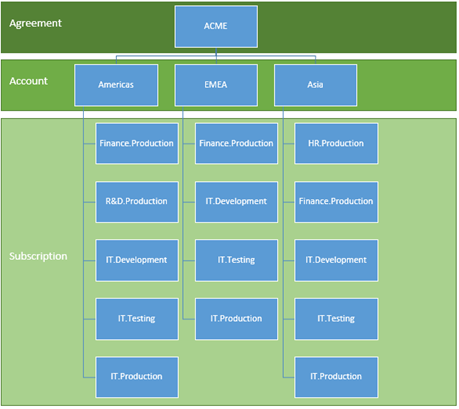 Agreement
ACME
Account
Americas
EMEA
Asia
Subscription
Finance.Production
Finance.Production
HR.Production
R&D.Production
IT.Development
Finance.Production
IT.Development
IT.Testing
IT.Development
IT.Testing
IT.Production
IT.Testing
IT.Production
IT.Production